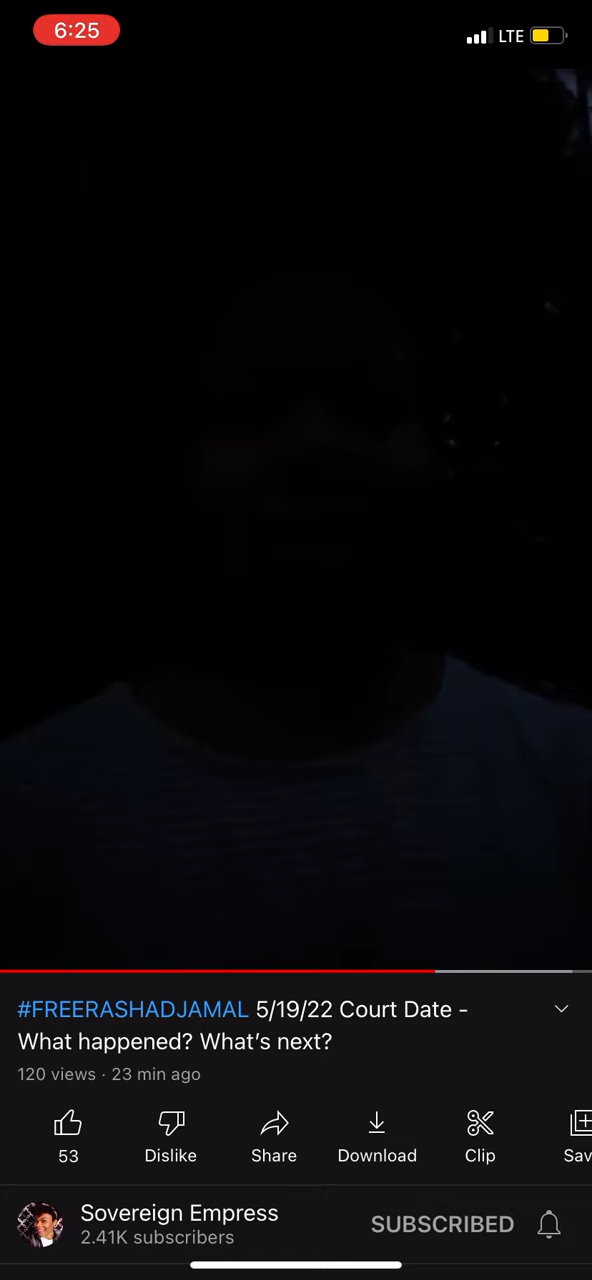 6:25
LTE
#FREERASHADJAMAL 5/19/22 Court Date -
What happened? What's next?
120 views · 23 min ago
53 Dislike Share Download Clip Sav
Sovereign Empress
2.41K subscribers
SUBSCRIBED